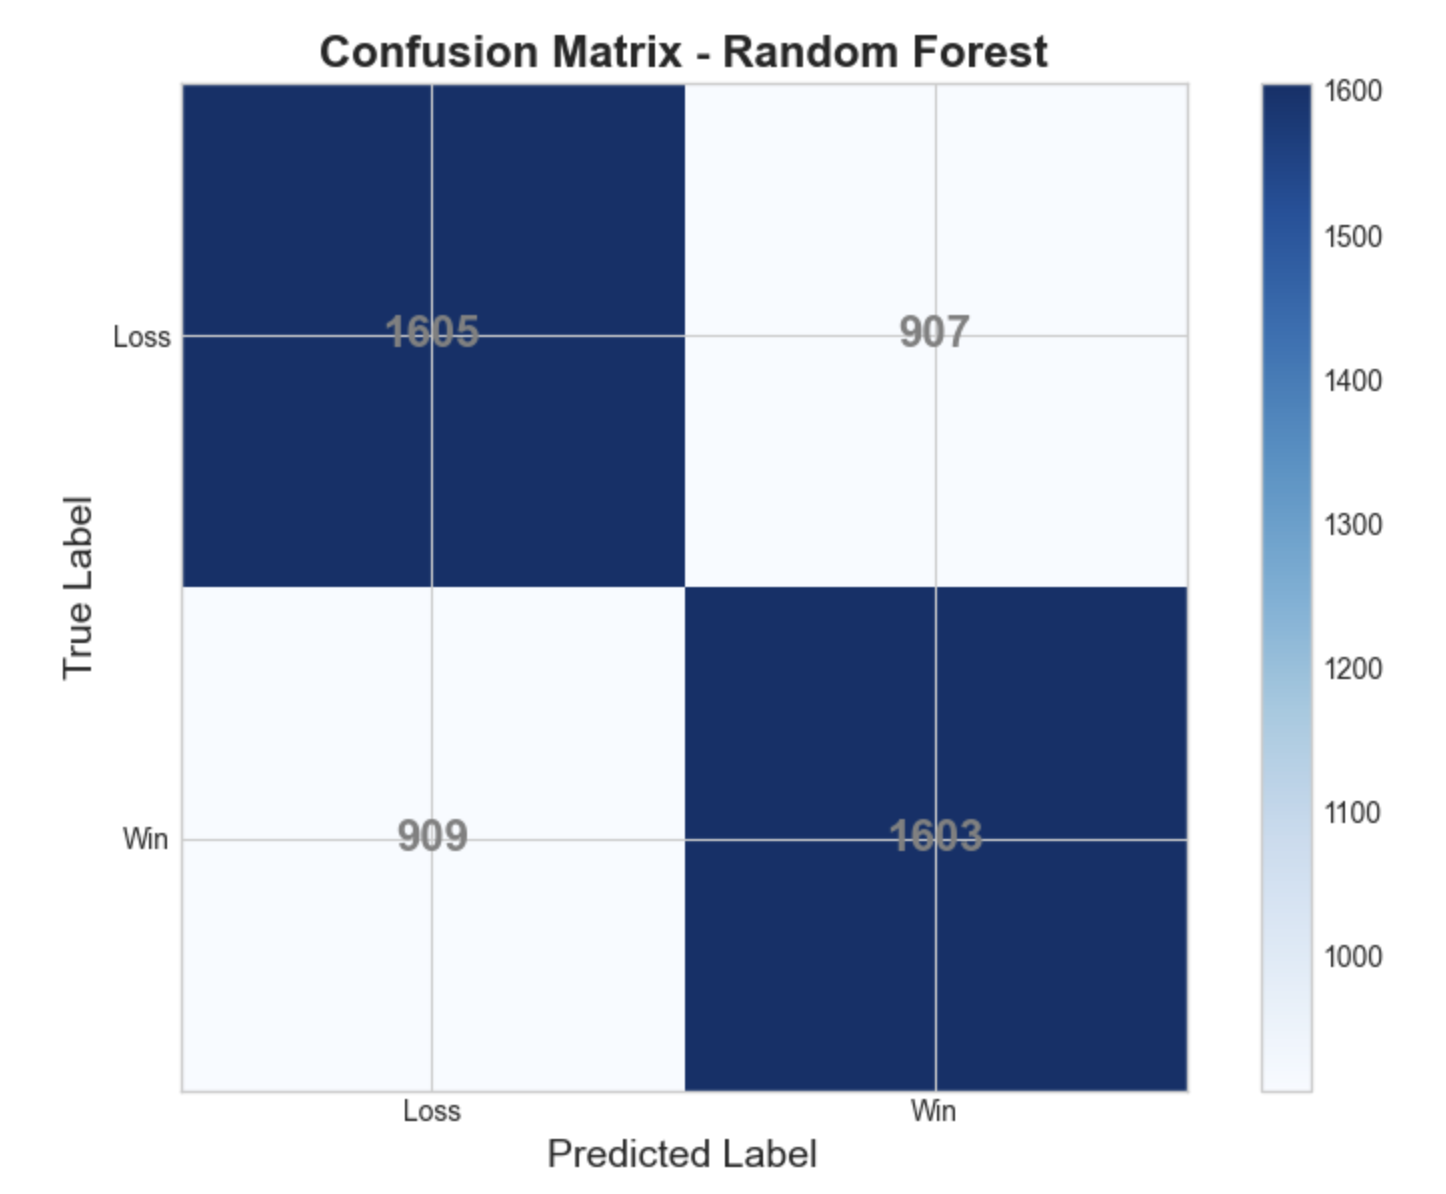 Confusion Matrix - Random Forest
True Label
Loss
1605
907
Win
909
1603
Loss
Win
Predicted Label
1600
1500
1400
1300
1200
1100
1000